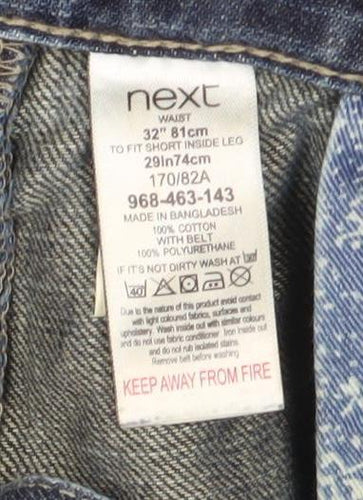 next
WAIST
32" 81cm
TO FIT SHORT INSIDE LEG
29In74cm
170/82A
968-463-143
MADE IN BANGLADESH
100% COTTON
WITH BELT
100% POLYURETHANE
IF IT'S NOT DIRTY WASH AT 30
40
Due to the nature of this product avoid contact
with light coloured fabrics, surfaces and
upholstery. Wash inside out with similar colours
and do not use fabric conditioner. Iron inside out
and do not rub isolated stains.
Remove belt before washing
KEEP AWAY FROM FIRE